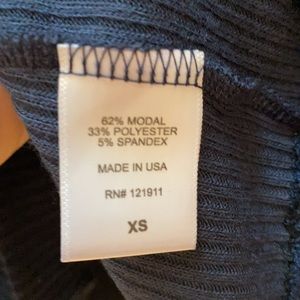 62% MODAL
33% POLYESTER
5% SPANDEX
MADE IN USA
RN# 121911
XS